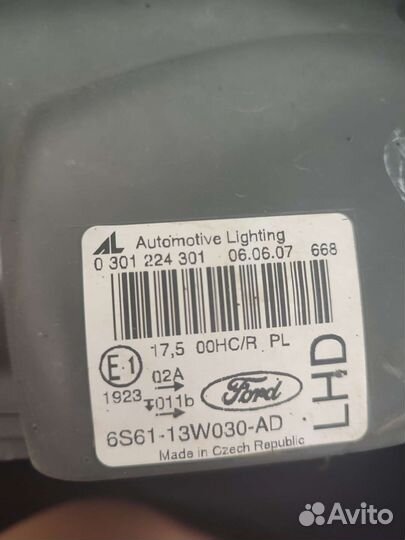 AL Automotive Lighting
0 301 224 301 06.06.07 668
17,5 00HC/R PL
E1 02A
1923 011b
Ford
6S61-13W030-AD
Made in Czech Republic
LHD
Avito